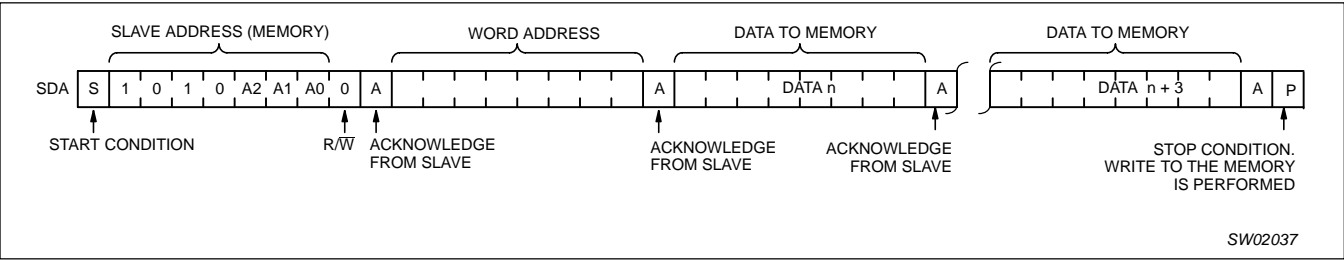 SLAVE ADDRESS (MEMORY) WORD ADDRESS DATA TO MEMORY DATA TO MEMORY
SDA S 1 0 1 0 A2 A1 A0 0 A A DATA n A DATA n + 3 A P
START CONDITION R/W̅ ACKNOWLEDGE FROM SLAVE ACKNOWLEDGE FROM SLAVE ACKNOWLEDGE FROM SLAVE STOP CONDITION.
WRITE TO THE MEMORY
IS PERFORMED
SW02037